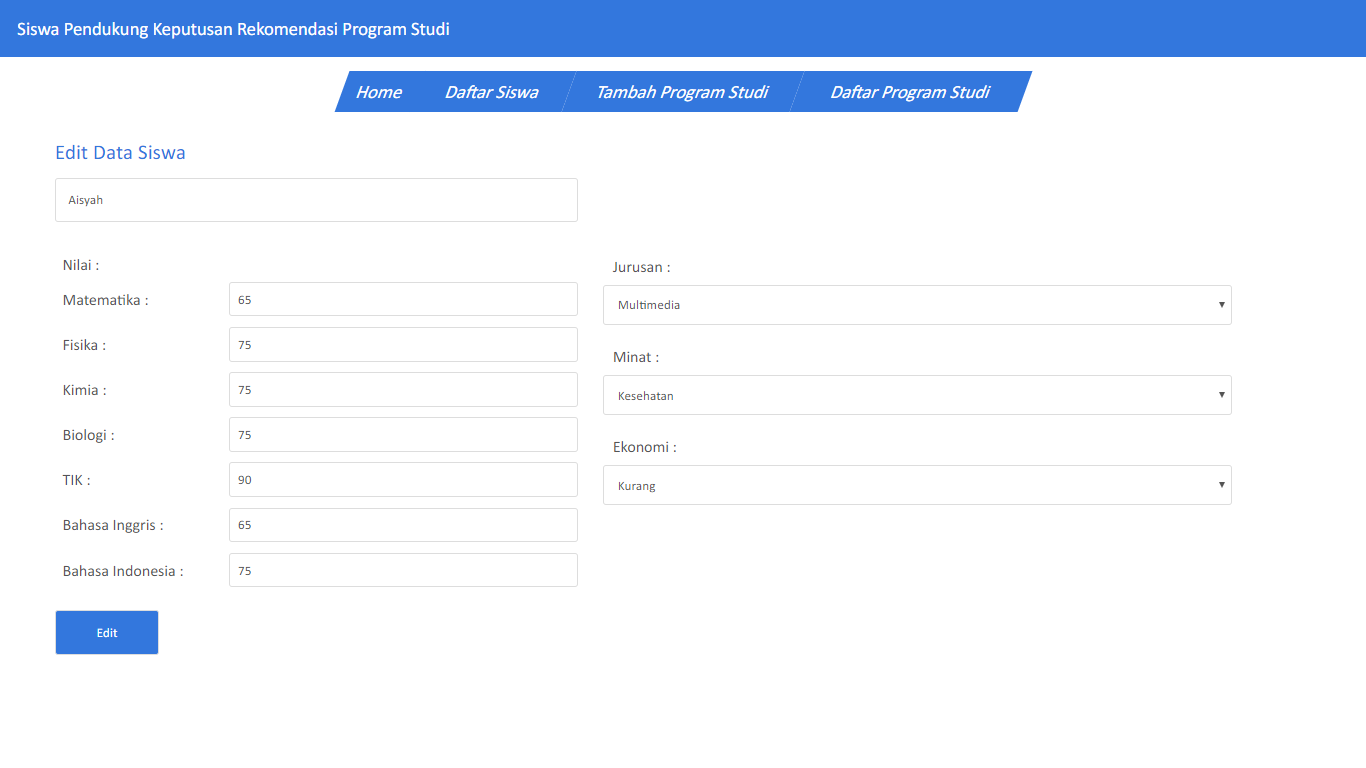 Siswa Pendukung Keputusan Rekomendasi Program Studi
Home Daftar Siswa Tambah Program Studi Daftar Program Studi
Edit Data Siswa
Aisyah
Nilai :
Matematika : 65
Fisika : 75
Kimia : 75
Biologi : 75
TIK : 90
Bahasa Inggris : 65
Bahasa Indonesia : 75
Jurusan :
Multimedia
Minat :
Kesehatan
Ekonomi :
Kurang
Edit